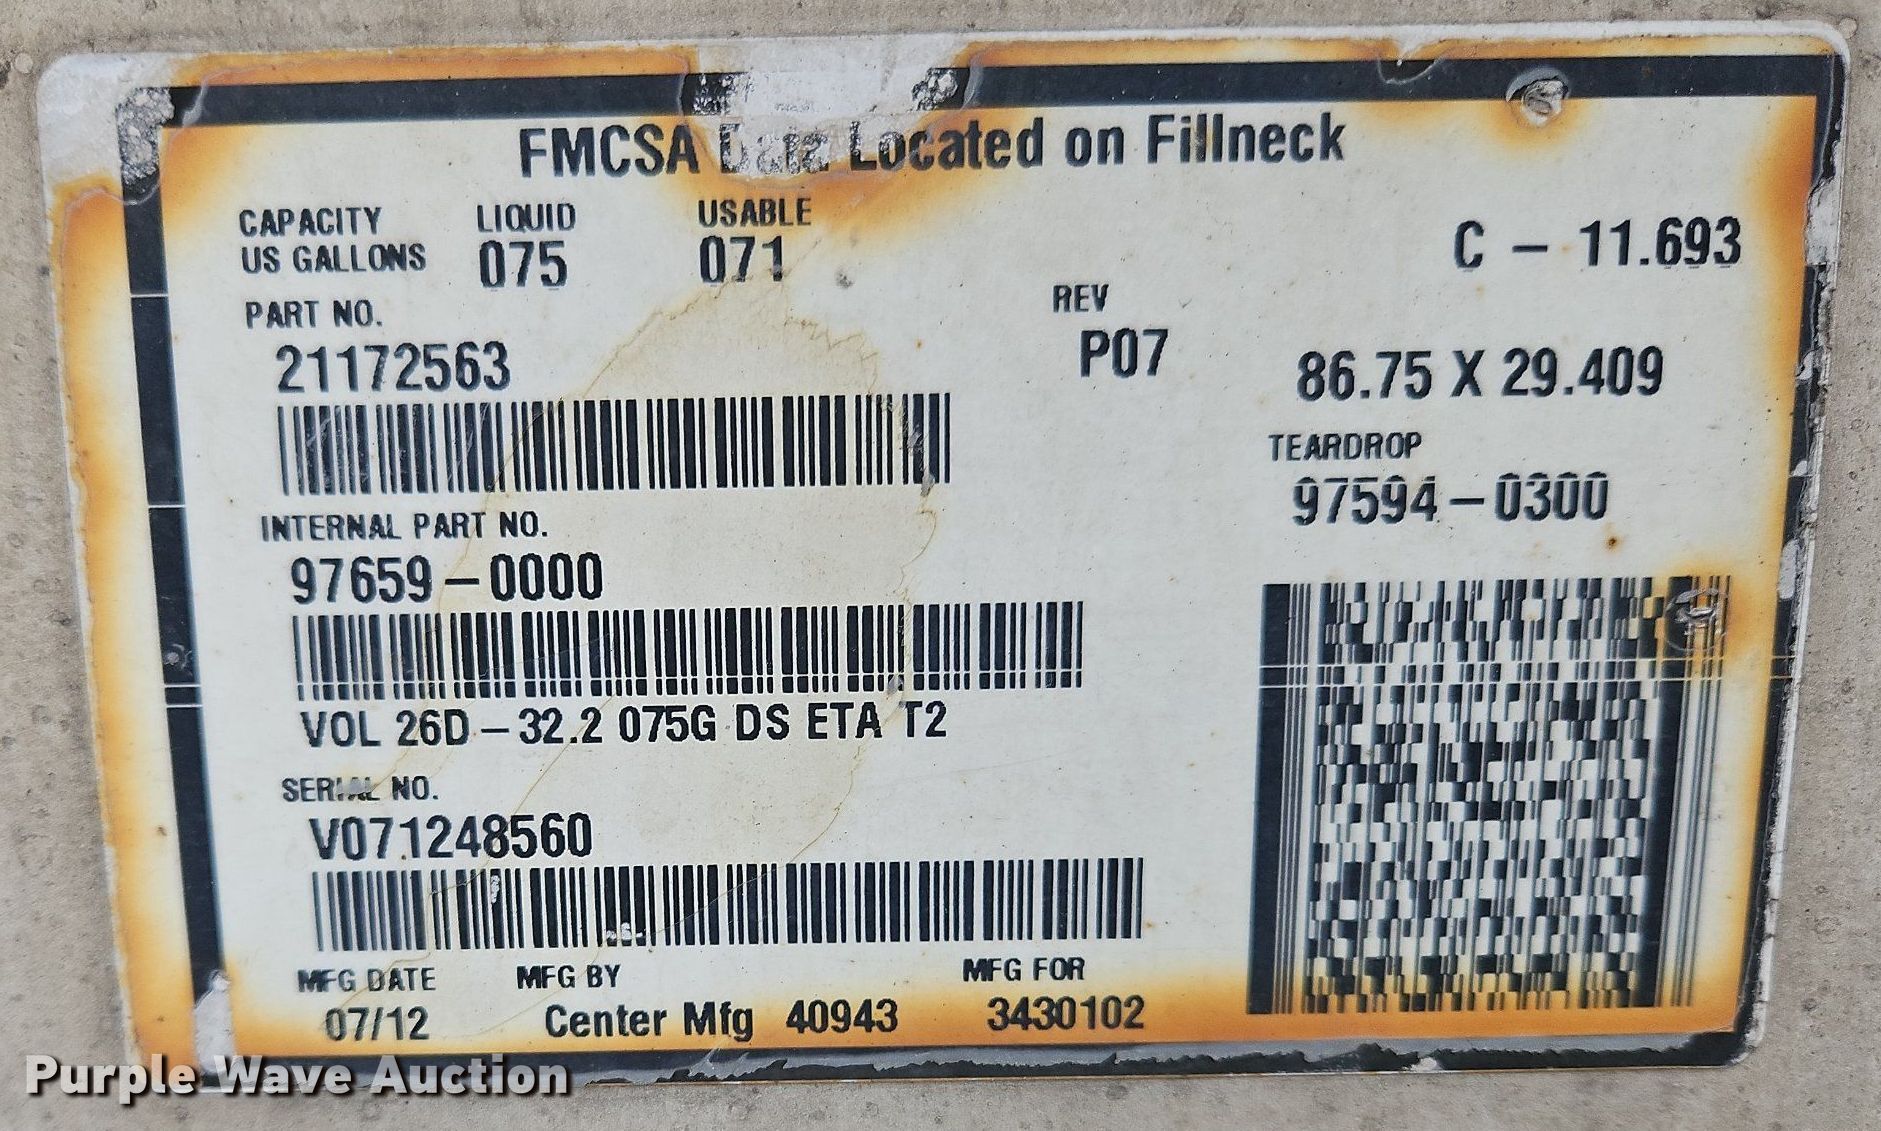 FMCSA Data Located on Fillneck
CAPACITY US GALLONS
LIQUID 075
USABLE 071
C - 11.693
PART NO.
21172563
REV
P07
86.75 X 29.409
TEARDROP
97594-0300
INTERNAL PART NO.
97659-0000
VOL 26D-32.2 075G DS ETA T2
SERIAL NO.
V071248560
MFG DATE
07/12
MFG BY
Center Mfg 40943
MFG FOR
3430102
Purple Wave Auction